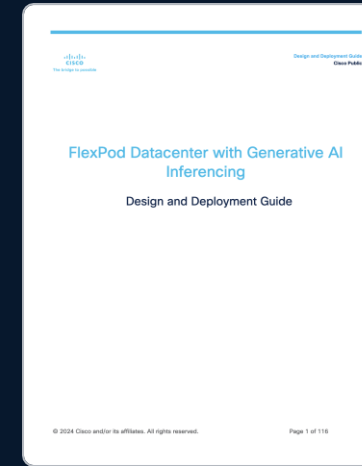 Design and Deployment Guide
Cisco Public
CISCO
The bridge to possible
FlexPod Datacenter with Generative AI
Inferencing
Design and Deployment Guide
© 2024 Cisco and/or its affiliates. All rights reserved.
Page 1 of 116